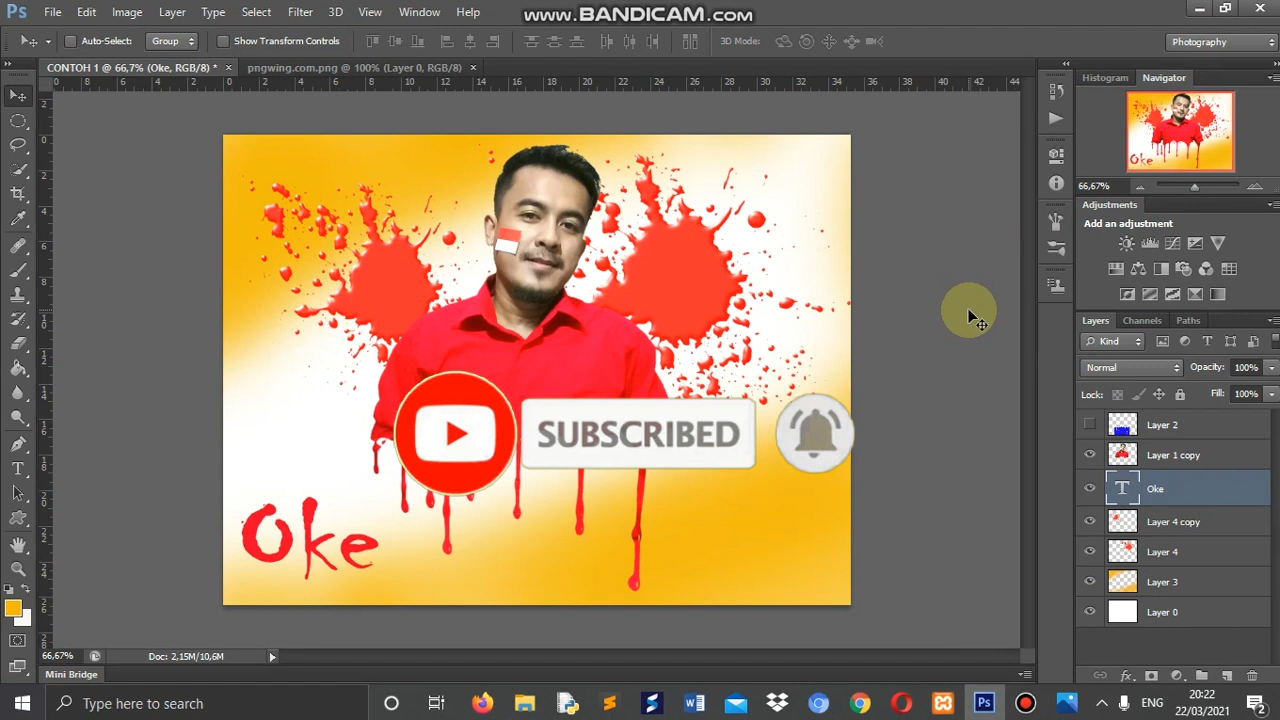 Ps File Edit Image Layer Type Select Filter 3D View Window Help www.BANDICAM.com
Auto-Select: Group Show Transform Controls 3D Mode: Photography
CONTOH 1 @ 66,7% (Oke, RGB/8) * × pngwing.com.png @ 100% (Layer 0, RGB/8) ×
Histogram Navigator
66,67%
Adjustments
Add an adjustment
Layers Channels Paths
Kind
Normal Opacity: 100%
Lock: Fill: 100%
Layer 2
Layer 1 copy
T Oke
Layer 4 copy
Layer 4
Layer 3
Layer 0
SUBSCRIBED
Oke
66,67% Doc: 2,15M/10,6M
Mini Bridge
Type here to search
ENG
20:22
22/03/2021
2